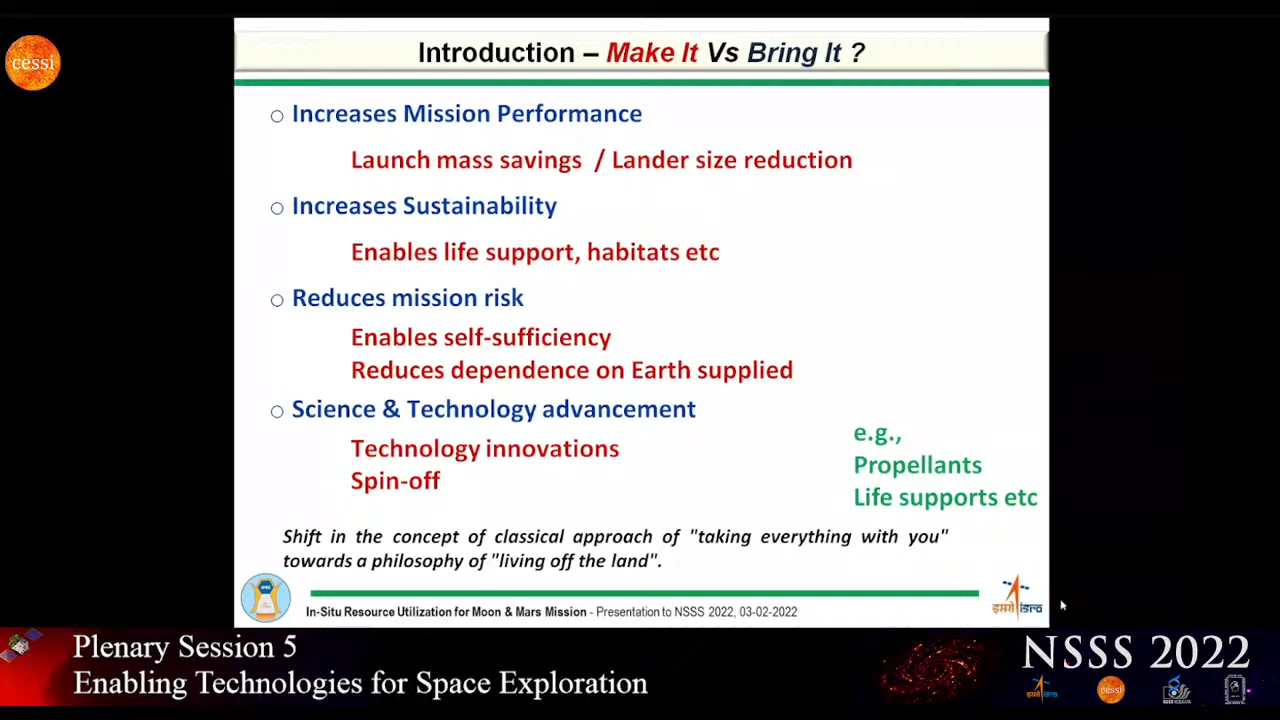 cessi
Introduction – Make It Vs Bring It ?
Increases Mission Performance
Launch mass savings / Lander size reduction
Increases Sustainability
Enables life support, habitats etc
Reduces mission risk
Enables self-sufficiency
Reduces dependence on Earth supplied
Science & Technology advancement
Technology innovations
Spin-off
e.g.,
Propellants
Life supports etc
Shift in the concept of classical approach of "taking everything with you"
towards a philosophy of "living off the land".
In-Situ Resource Utilization for Moon & Mars Mission - Presentation to NSSS 2022, 03-02-2022
इसरो isro
Plenary Session 5
Enabling Technologies for Space Exploration
NSSS 2022